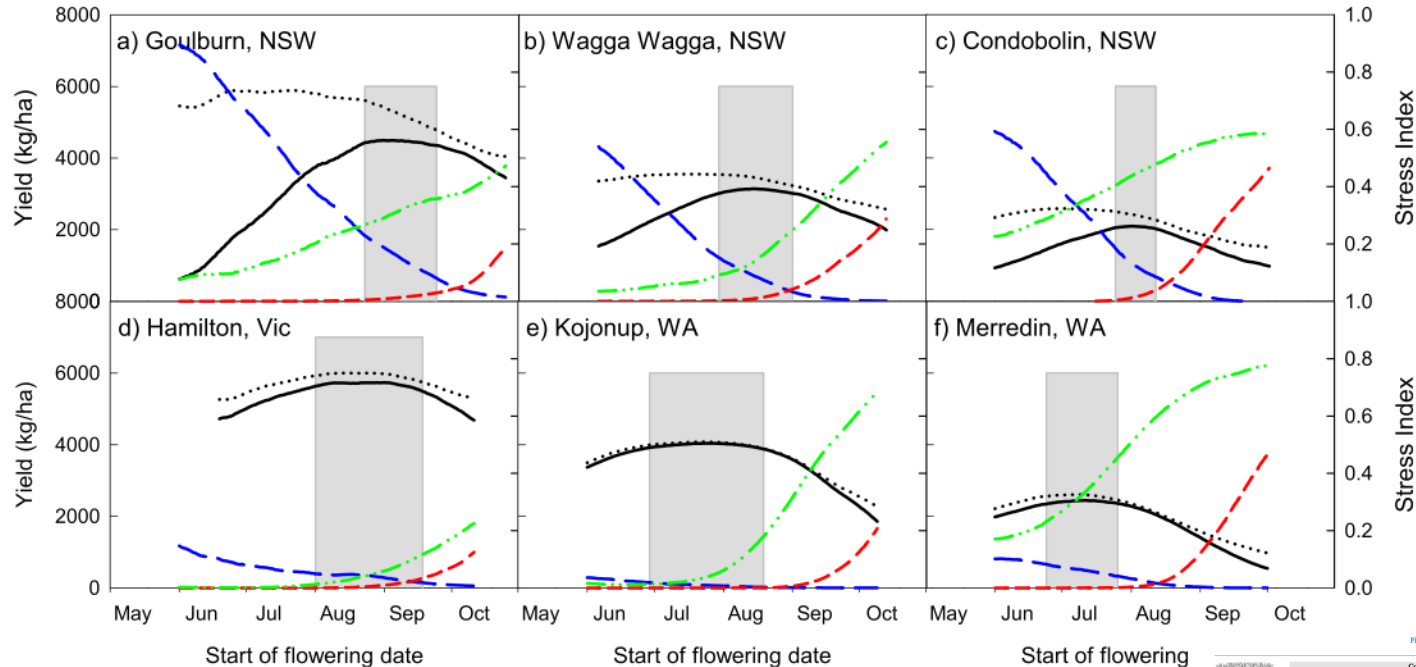 8000
a) Goulburn, NSW
b) Wagga Wagga, NSW
c) Condobolin, NSW
1.0
6000
0.8
4000
0.6
2000
0.4
0.2
Yield (kg/ha)
Stress Index
8000
0
1.0
d) Hamilton, Vic
e) Kojonup, WA
f) Merredin, WA
6000
0.8
4000
0.6
2000
0.4
0
0.2
0.0
Yield (kg/ha)
Stress Index
May Jun Jul Aug Sep Oct
Jun Jul Aug Sep Oct
Jun Jul Aug Sep Oct
Start of flowering date
Start of flowering date
Start of flowering